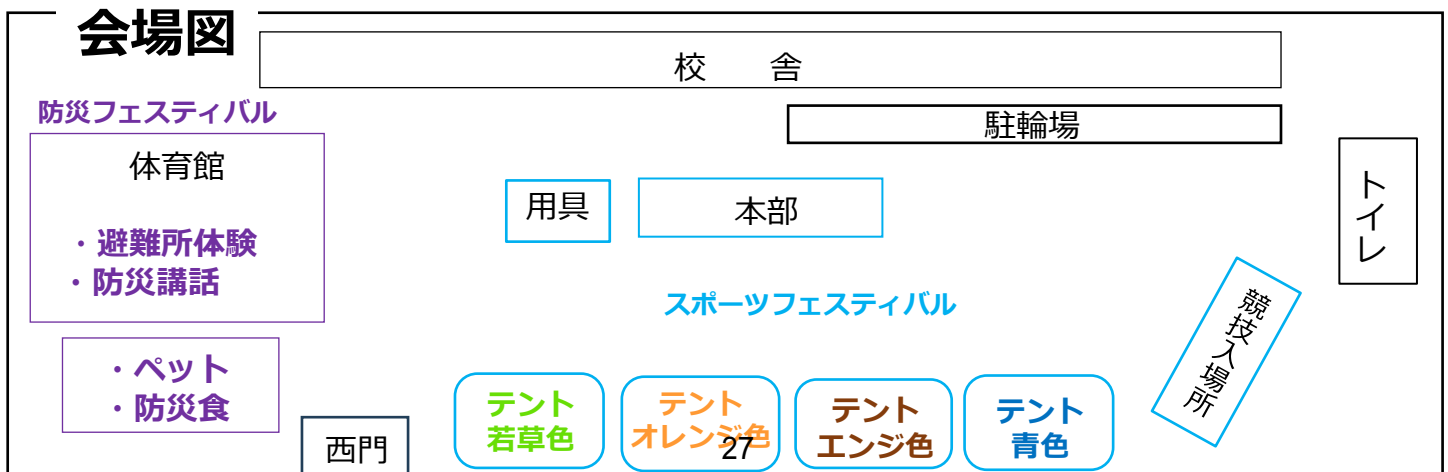 会場図
校　舎
防災フェスティバル
駐輪場
体育館
・避難所体験
・防災講話
用具
本部
トイレ
スポーツフェスティバル
競技入場所
・ペット
・防災食
西門
テント
若草色
テント
オレンジ色
テント
エンジ色
テント
青色
27